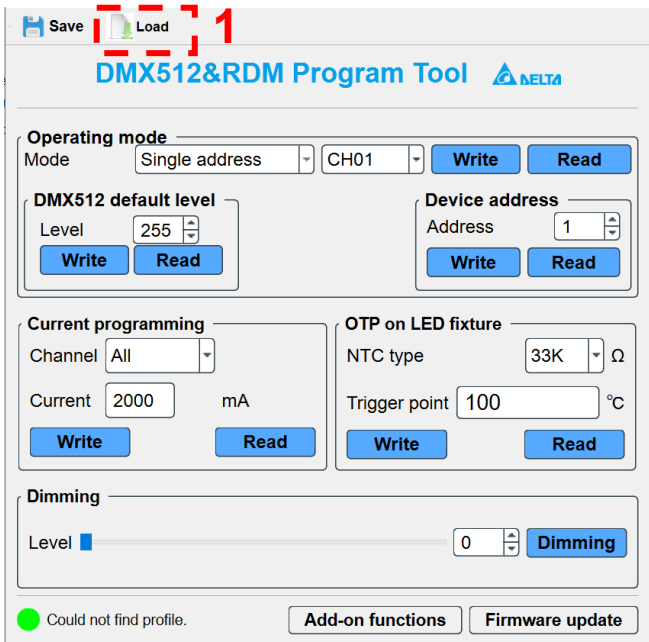 Save Load 1
DMX512&RDM Program Tool DELTA
Operating mode
Mode Single address CH01 Write Read
DMX512 default level
Level 255
Write Read
Device address
Address 1
Write Read
Current programming
Channel All
Current 2000 mA
Write Read
OTP on LED fixture
NTC type 33K Ω
Trigger point 100 °C
Write Read
Dimming
Level 0 Dimming
Could not find profile. Add-on functions Firmware update